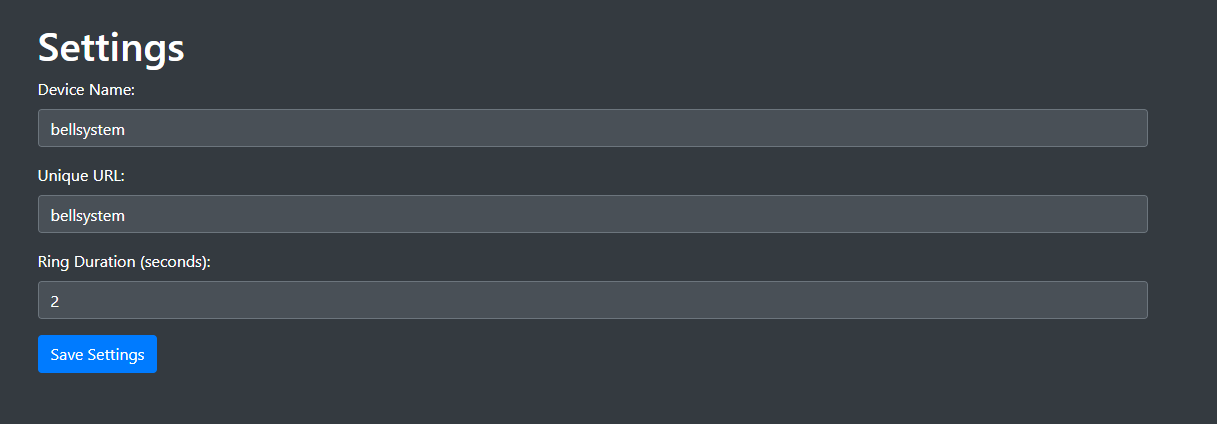 Settings
Device Name:
bellsystem
Unique URL:
bellsystem
Ring Duration (seconds):
2
Save Settings